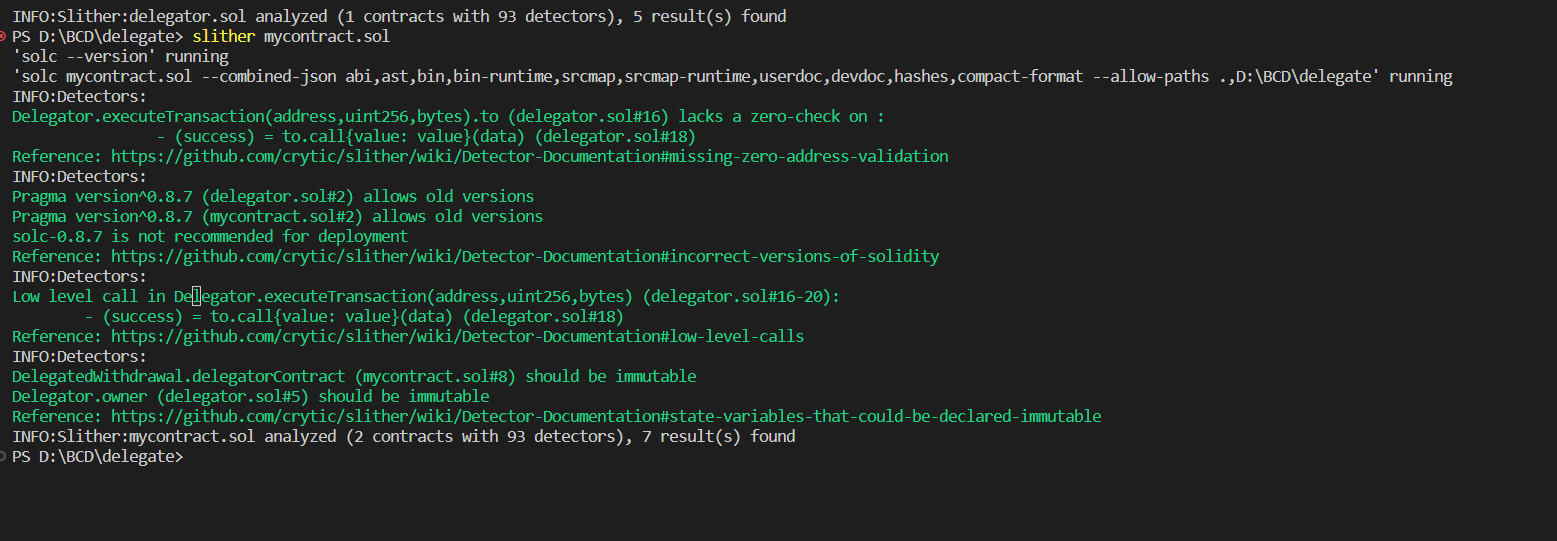 INFO:Slither:delegator.sol analyzed (1 contracts with 93 detectors), 5 result(s) found
PS D:\BCD\delegate> slither mycontract.sol
'solc --version' running
'solc mycontract.sol --combined-json abi,ast,bin,bin-runtime,srcmap,srcmap-runtime,userdoc,devdoc,hashes,compact-format --allow-paths .,D:\BCD\delegate' running
INFO:Detectors:
Delegator.executeTransaction(address,uint256,bytes).to (delegator.sol#16) lacks a zero-check on :
                - (success) = to.call{value: value}(data) (delegator.sol#18)
Reference: https://github.com/crytic/slither/wiki/Detector-Documentation#missing-zero-address-validation
INFO:Detectors:
Pragma version^0.8.7 (delegator.sol#2) allows old versions
Pragma version^0.8.7 (mycontract.sol#2) allows old versions
solc-0.8.7 is not recommended for deployment
Reference: https://github.com/crytic/slither/wiki/Detector-Documentation#incorrect-versions-of-solidity
INFO:Detectors:
Low level call in Delegator.executeTransaction(address,uint256,bytes) (delegator.sol#16-20):
        - (success) = to.call{value: value}(data) (delegator.sol#18)
Reference: https://github.com/crytic/slither/wiki/Detector-Documentation#low-level-calls
INFO:Detectors:
DelegatedWithdrawal.delegatorContract (mycontract.sol#8) should be immutable
Delegator.owner (delegator.sol#5) should be immutable
Reference: https://github.com/crytic/slither/wiki/Detector-Documentation#state-variables-that-could-be-declared-immutable
INFO:Slither:mycontract.sol analyzed (2 contracts with 93 detectors), 7 result(s) found
PS D:\BCD\delegate>